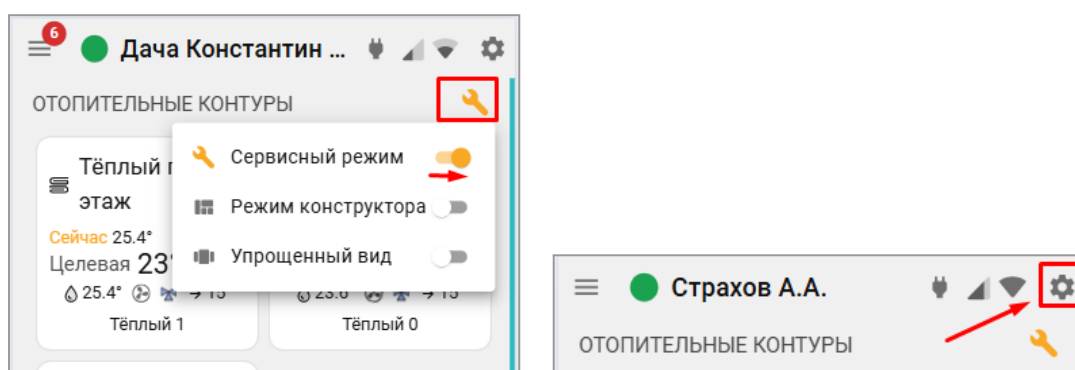 6
Дача Константин ...
ОТОПИТЕЛЬНЫЕ КОНТУРЫ
Сервисный режим
Режим конструктора
Упрощенный вид
Тёплый п
этаж
Сейчас 25.4°
Целевая 23°
25.4° → 15
Тёплый 1
23.6 → 15
Тёплый 0
Страхов А.А.
ОТОПИТЕЛЬНЫЕ КОНТУРЫ